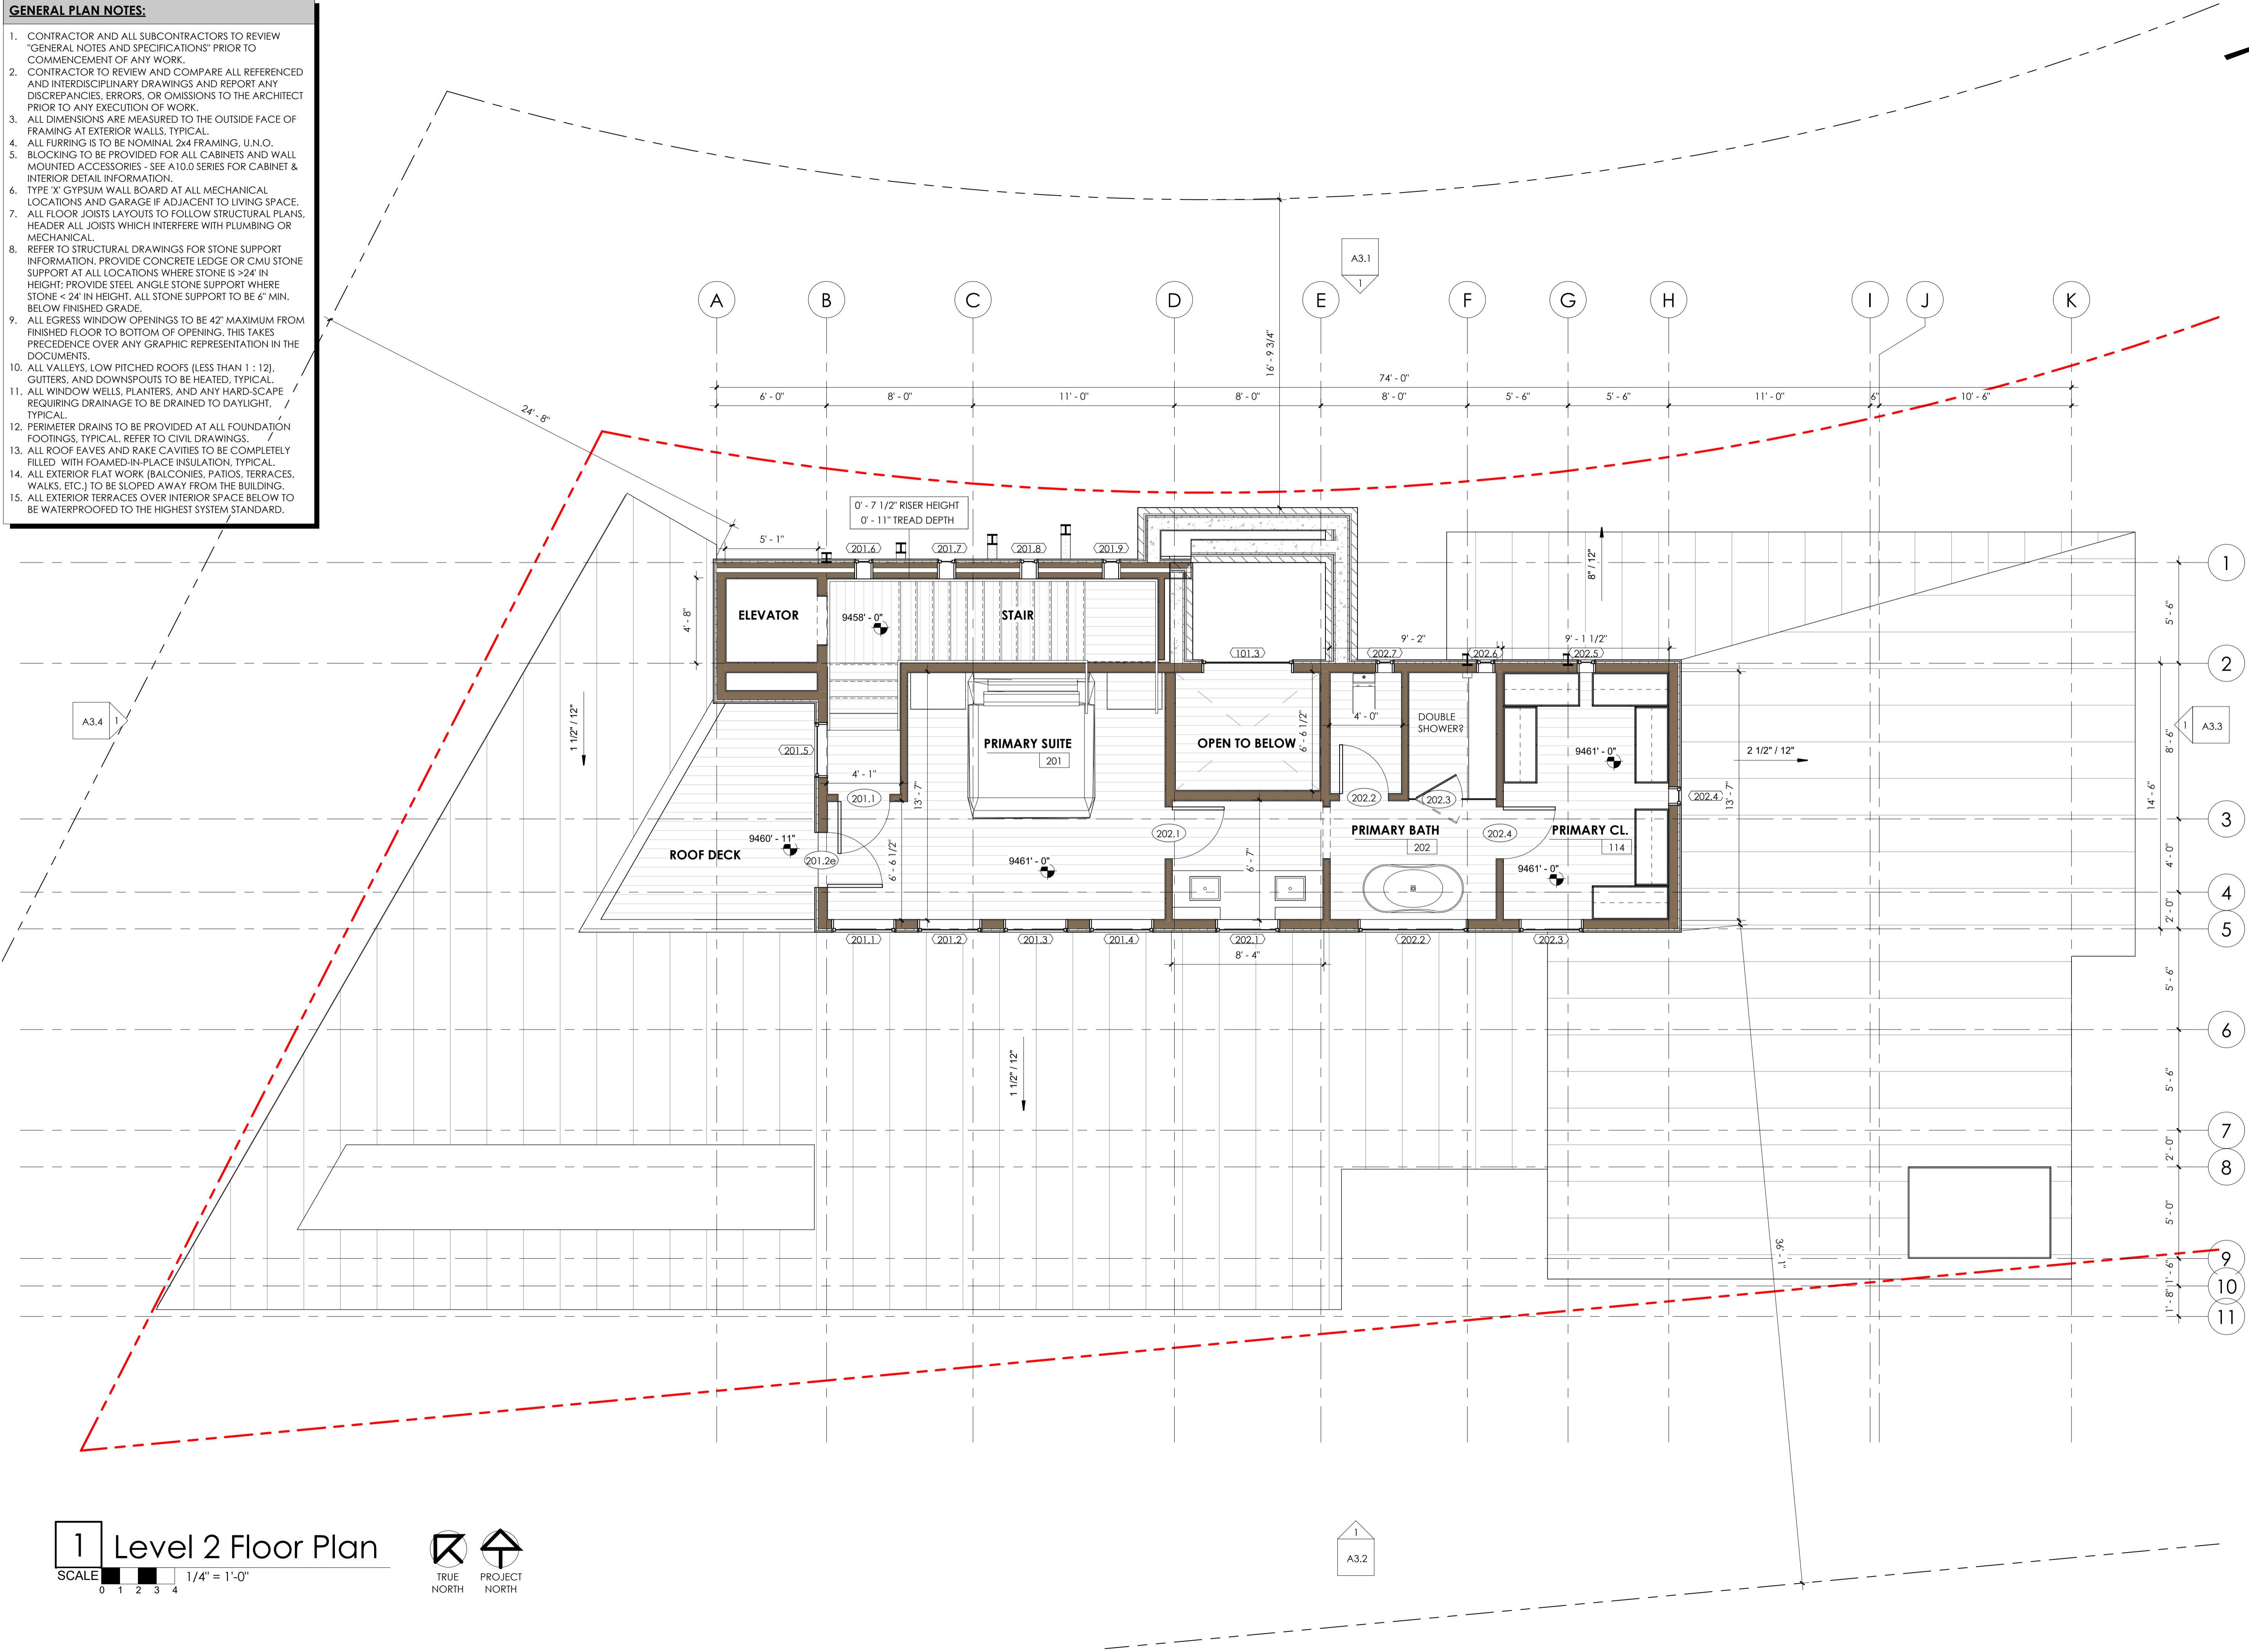 GENERAL PLAN NOTES:
1. CONTRACTOR AND ALL SUBCONTRACTORS TO REVIEW
"GENERAL NOTES AND SPECIFICATIONS" PRIOR TO
COMMENCEMENT OF ANY WORK.
2. CONTRACTOR TO REVIEW AND COMPARE ALL REFERENCED
AND INTERDISCIPLINARY DRAWINGS AND REPORT ANY
DISCREPANCIES, ERRORS, OR OMISSIONS TO THE ARCHITECT
PRIOR TO ANY EXECUTION OF WORK.
3. ALL DIMENSIONS ARE MEASURED TO THE OUTSIDE FACE OF
FRAMING AT EXTERIOR WALLS, TYPICAL.
4. ALL FURRING IS TO BE NOMINAL 2x4 FRAMING, U.N.O.
5. BLOCKING TO BE PROVIDED FOR ALL CABINETS AND WALL
MOUNTED ACCESSORIES - SEE A10.0 SERIES FOR CABINET &
INTERIOR DETAIL INFORMATION.
6. TYPE 'X' GYPSUM WALL BOARD AT ALL MECHANICAL
LOCATIONS AND GARAGE IF ADJACENT TO LIVING SPACE.
7. ALL FLOOR JOISTS LAYOUTS TO FOLLOW STRUCTURAL PLANS,
HEADER ALL JOISTS WHICH INTERFERE WITH PLUMBING OR
MECHANICAL.
8. REFER TO STRUCTURAL DRAWINGS FOR STONE SUPPORT
INFORMATION. PROVIDE CONCRETE LEDGE OR CMU STONE
SUPPORT AT ALL LOCATIONS WHERE STONE IS >24' IN
HEIGHT; PROVIDE STEEL ANGLE STONE SUPPORT WHERE
STONE < 24' IN HEIGHT. ALL STONE SUPPORT TO BE 6" MIN.
BELOW FINISHED GRADE.
9. ALL EGRESS WINDOW OPENINGS TO BE 42" MAXIMUM FROM
FINISHED FLOOR TO BOTTOM OF OPENING. THIS TAKES
PRECEDENCE OVER ANY GRAPHIC REPRESENTATION IN THE
DOCUMENTS.
10. ALL VALLEYS, LOW PITCHED ROOFS (LESS THAN 1 : 12),
GUTTERS, AND DOWNSPOUTS TO BE HEATED, TYPICAL.
11. ALL WINDOW WELLS, PLANTERS, AND ANY HARD-SCAPE
REQUIRING DRAINAGE TO BE DRAINED TO DAYLIGHT,
TYPICAL.
12. PERIMETER DRAINS TO BE PROVIDED AT ALL FOUNDATION
FOOTINGS, TYPICAL. REFER TO CIVIL DRAWINGS.
13. ALL ROOF EAVES AND RAKE CAVITIES TO BE COMPLETELY
FILLED WITH FOAMED-IN-PLACE INSULATION, TYPICAL.
14. ALL EXTERIOR FLAT WORK (BALCONIES, PATIOS, TERRACES,
WALKS, ETC.) TO BE SLOPED AWAY FROM THE BUILDING.
15. ALL EXTERIOR TERRACES OVER INTERIOR SPACE BELOW TO
BE WATERPROOFED TO THE HIGHEST SYSTEM STANDARD.
A3.1
1
A B C D E F G H I J K
16' - 9 3/4"
74' - 0"
6' - 0" 8' - 0" 11' - 0" 8' - 0" 8' - 0" 5' - 6" 5' - 6" 11' - 0" 6" 10' - 6"
24' - 8"
0' - 7 1/2" RISER HEIGHT
0' - 11" TREAD DEPTH
5' - 1"
201.6 201.7 201.8 201.9
8" / 12"
1
4' - 8"
ELEVATOR
9458' - 0"
STAIR
5' - 6"
9' - 2"
9' - 1 1/2"
101.3
202.7
202.6
202.5
2
A3.4 1
1 1/2" / 12"
201.5
4' - 1"
201.1
13' - 7"
PRIMARY SUITE
201
OPEN TO BELOW
6' - 6 1/2"
4' - 0"
DOUBLE
SHOWER?
9461' - 0"
2 1/2" / 12"
8' - 6"
1 A3.3
202.2
202.3
202.4
13' - 7"
14' - 6"
3
9460' - 11"
ROOF DECK
201.2e
6' - 6 1/2"
9461' - 0"
202.1
6' - 7"
PRIMARY BATH
202
202.4
PRIMARY CL.
114
9461' - 0"
4' - 0"
4
2' - 0"
5
201.1 201.2 201.3 201.4 202.1 202.2 202.3
8' - 4"
5' - 6"
6
1 1/2" / 12"
5' - 6"
7
2' - 0"
8
5' - 0"
36' - 1"
9
1' - 6"
10
1' - 8"
11
1
Level 2 Floor Plan
SCALE
1/4" = 1'-0"
0 1 2 3 4
TRUE
NORTH
PROJECT
NORTH
1
A3.2